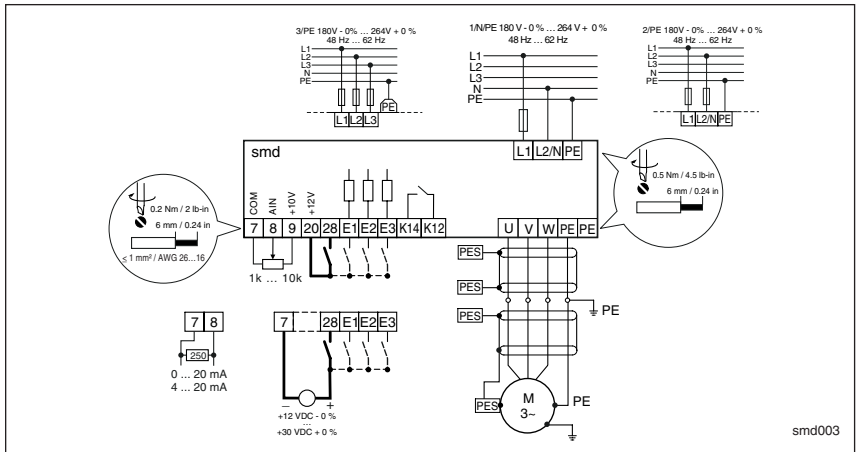 3/PE 180V - 0% ... 264V + 0 %
48 Hz ... 62 Hz
L1
L2
L3
N
PE
PE
L1 L2 L3
1/N/PE 180 V - 0% ... 264 V + 0 %
48 Hz ... 62 Hz
L1
L2
L3
N
PE
2/PE 180V - 0% ... 264V + 0 %
48 Hz ... 62 Hz
L1
L2
L3
N
PE
L1 L2/N PE
smd
L1 L2/N PE
0.2 Nm / 2 lb-in
6 mm / 0.24 in
≤ 1 mm² / AWG 26...16
0.5 Nm / 4.5 lb-in
6 mm / 0.24 in
COM
AIN
+10V
+12V
7 8 9 20 28 E1 E2 E3 K14 K12
U V W PE PE
1k ... 10k
PES
PES
PES
PE
7 8
250
0 ... 20 mA
4 ... 20 mA
7 28 E1 E2 E3
– +
+12 VDC - 0 %
...
+30 VDC + 0 %
PES
M
3~
PE
smd003